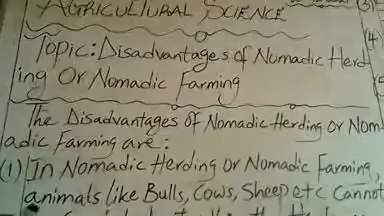 AGRICULTURAL SCIENCE
Topic: Disadvantages of Nomadic Herd
ing Or Nomadic Farming
The Disadvantages Of Nomadic Herding Or Nom
adic Farming are:
(1) In Nomadic Herding Or Nomadic Farming,
animals like Bulls, Cows, Sheep etc Cannot